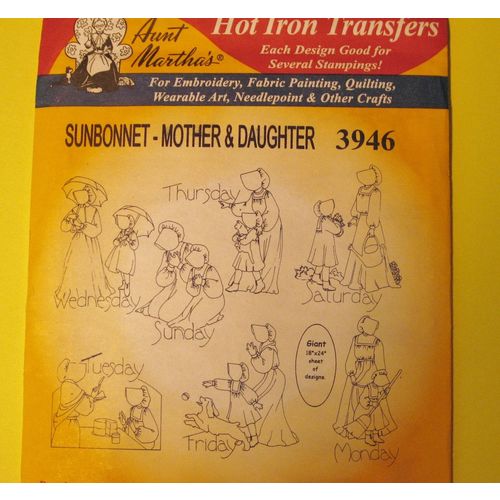 Aunt
Martha's®
Hot Iron Transfers
Each Design Good for
Several Stampings!
For Embroidery, Fabric Painting, Quilting,
Wearable Art, Needlepoint & Other Crafts
SUNBONNET - MOTHER & DAUGHTER 3946
Thursday
Wednesday
Sunday
Saturday
Tuesday
Giant
18"x24"
sheet
of
designs
Friday
Monday